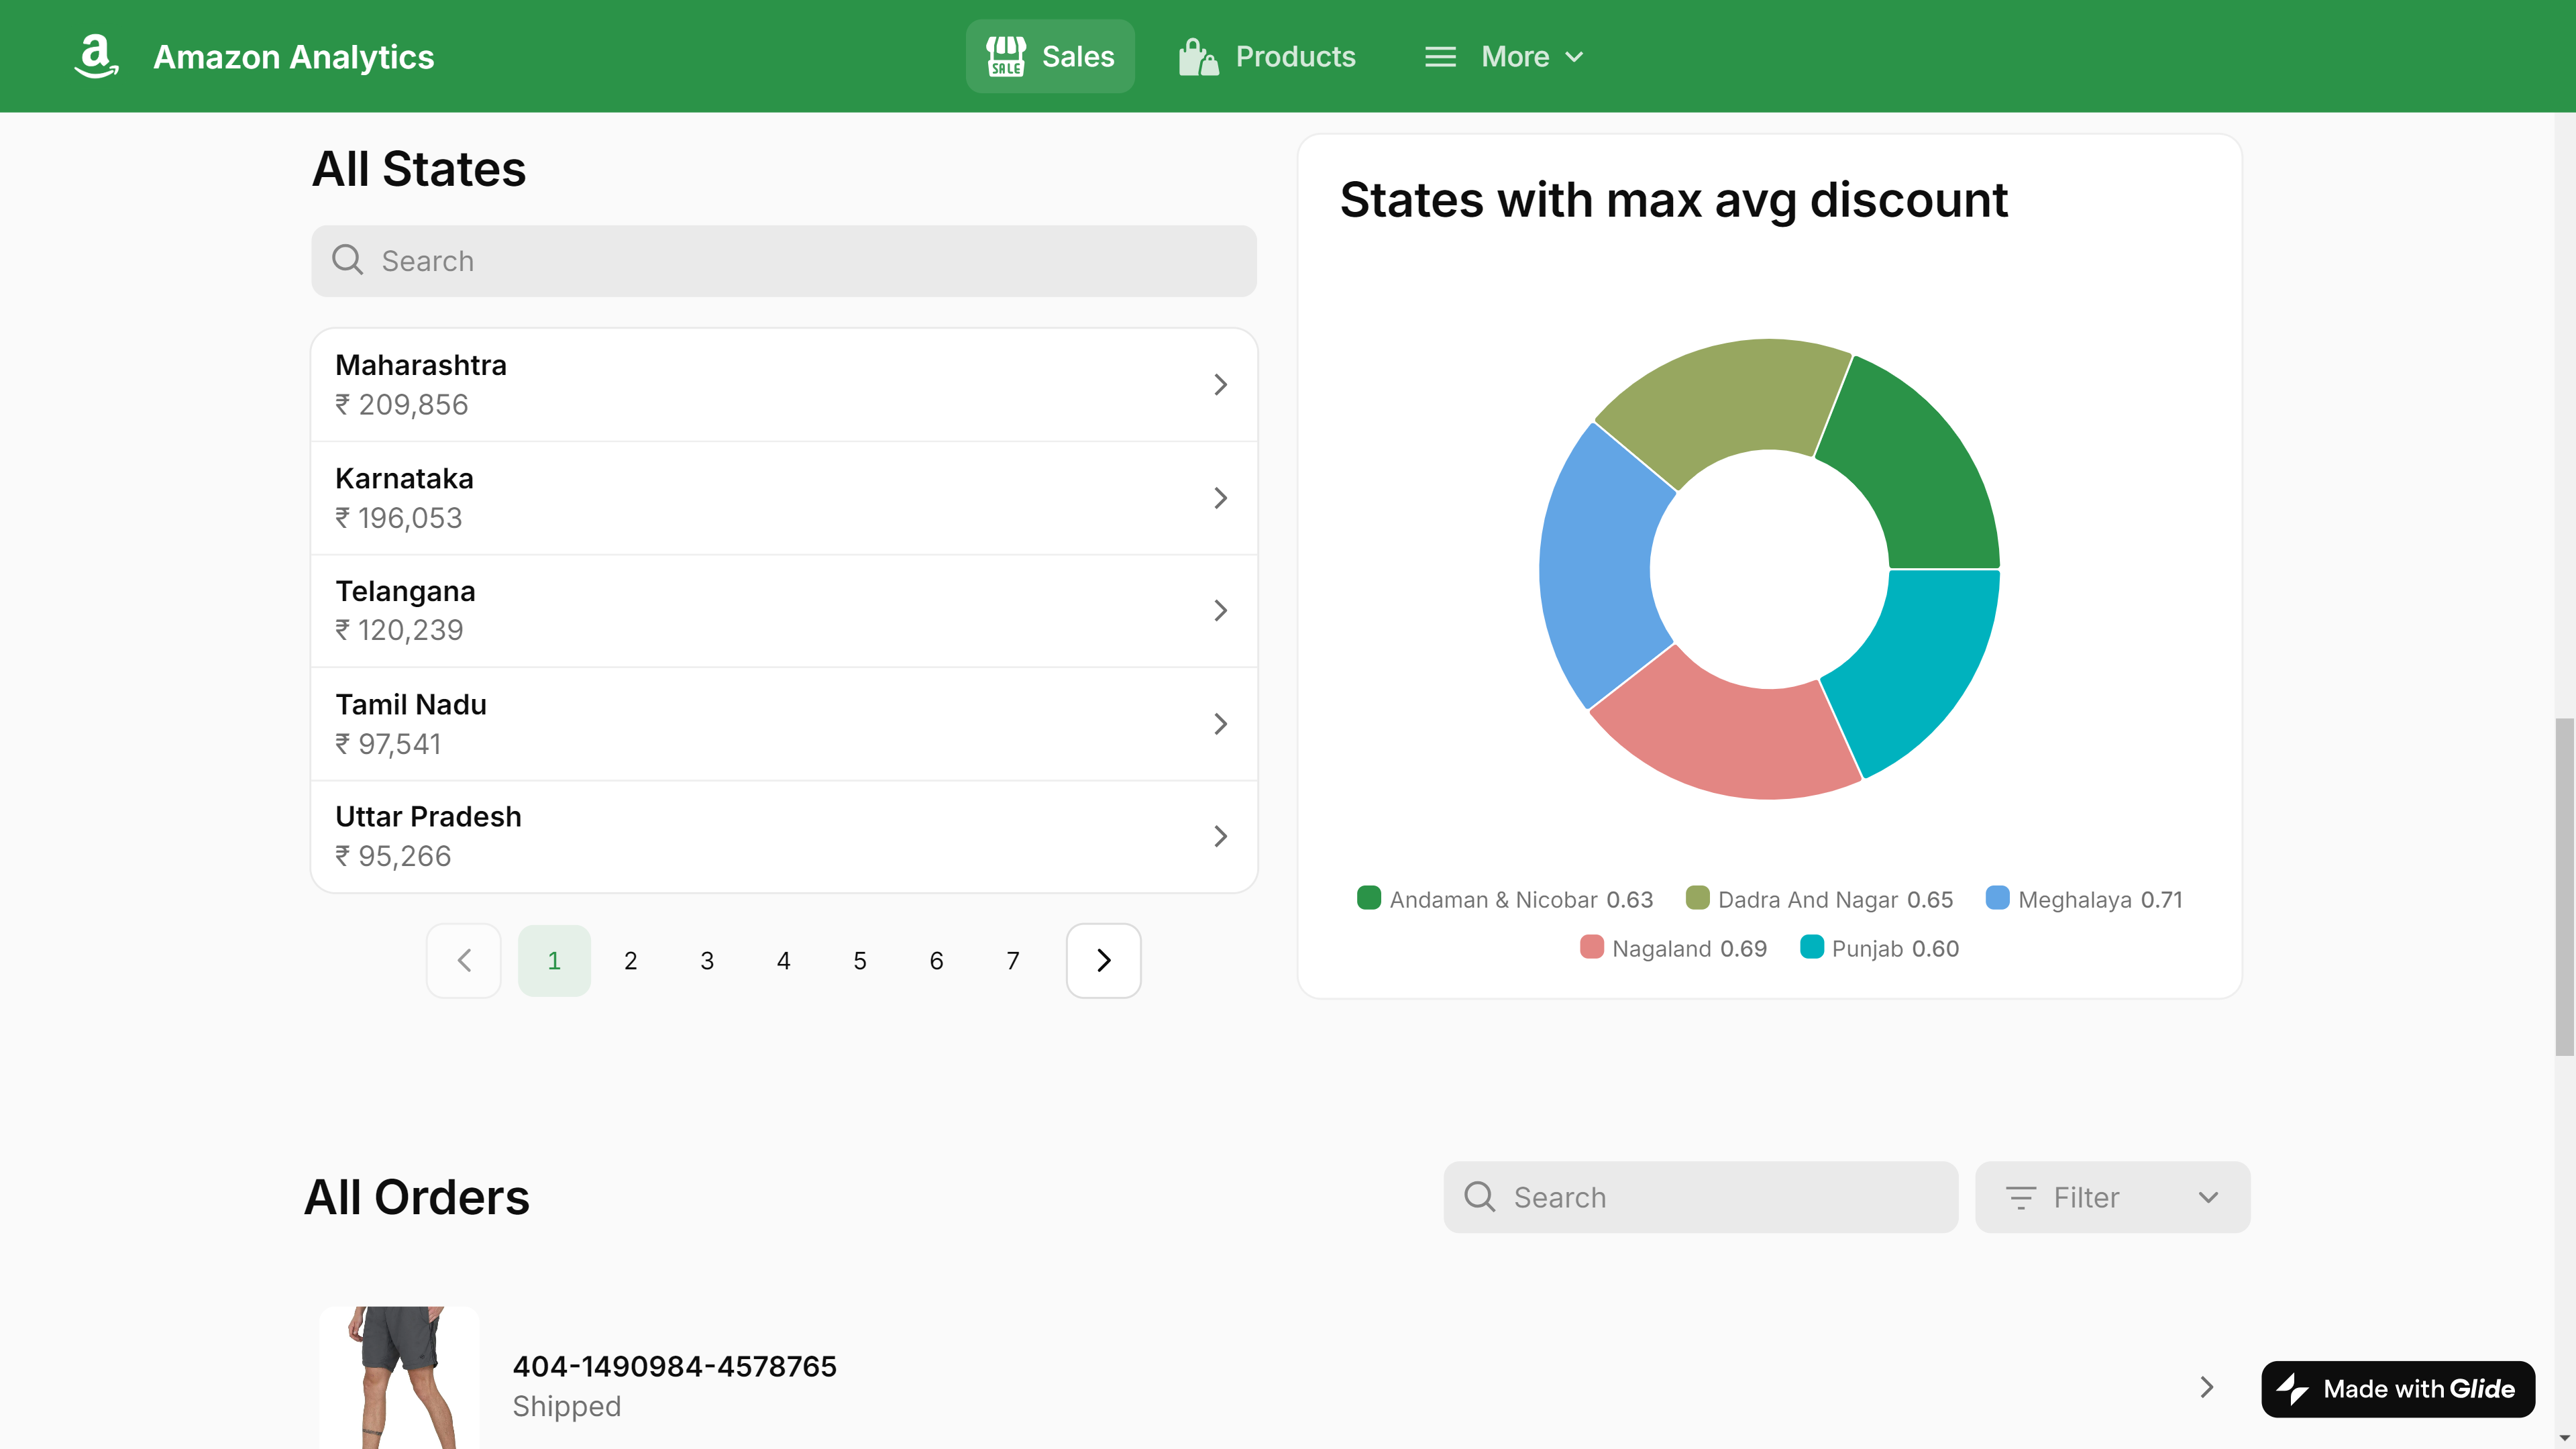 Amazon Analytics
SALE
Sales
Products
More
All States
Search
Maharashtra
₹ 209,856
Karnataka
₹ 196,053
Telangana
₹ 120,239
Tamil Nadu
₹ 97,541
Uttar Pradesh
₹ 95,266
1 2 3 4 5 6 7
States with max avg discount
Andaman & Nicobar 0.63 Dadra And Nagar 0.65 Meghalaya 0.71
Nagaland 0.69 Punjab 0.60
All Orders
Search
Filter
404-1490984-4578765
Shipped
Made with Glide